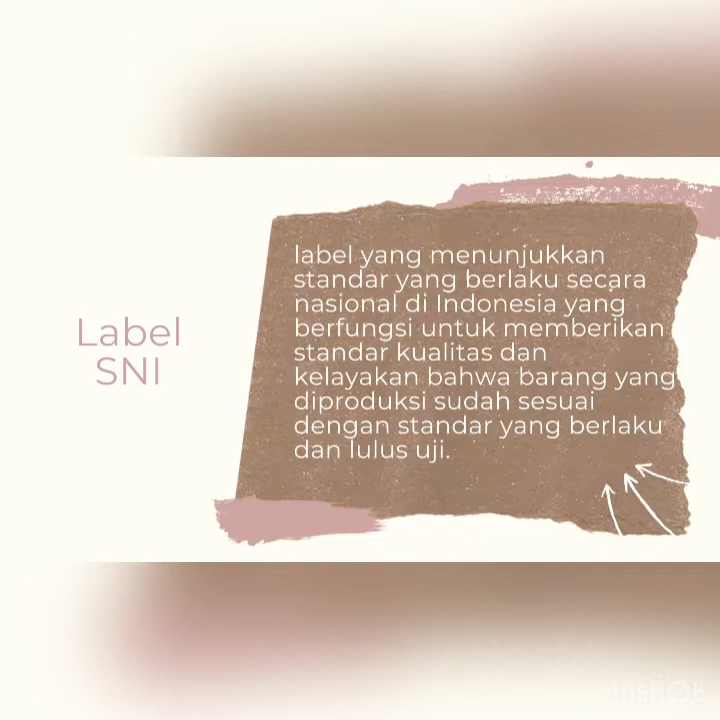 Label
SNI
label yang menunjukkan
standar yang berlaku secara
nasional di Indonesia yang
berfungsi untuk memberikan
standar kualitas dan
kelayakan bahwa barang yang
diproduksi sudah sesuai
dengan standar yang berlaku
dan lulus uji.